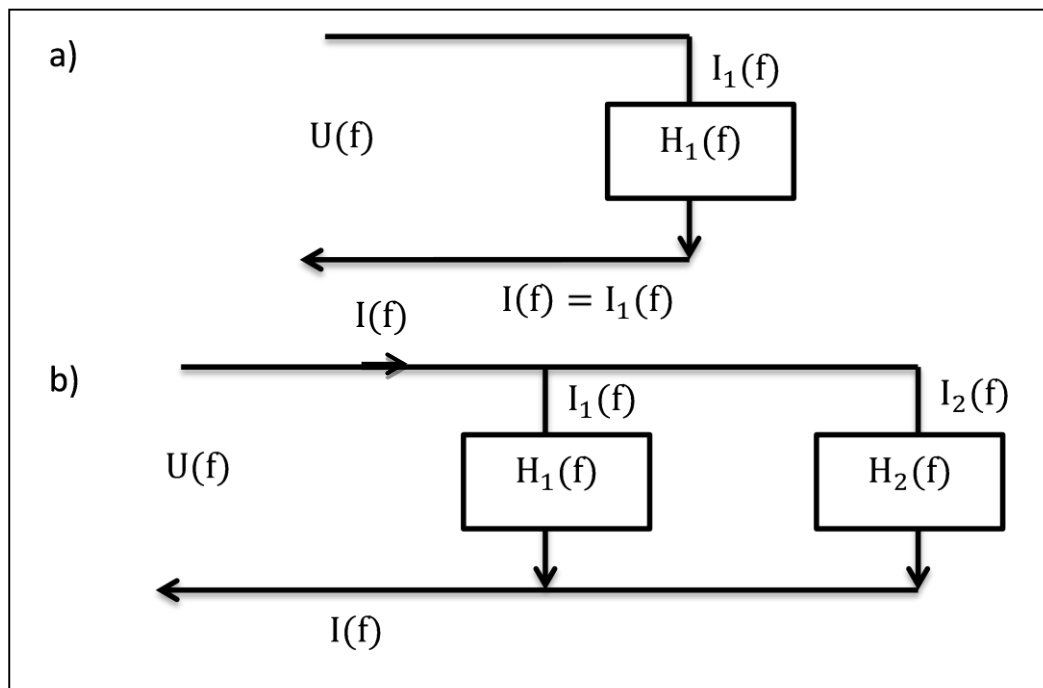 a)
I₁(f)
U(f)
H₁(f)
I(f) = I₁(f)
I(f)
b)
I₁(f)
I₂(f)
U(f)
H₁(f)
H₂(f)
I(f)